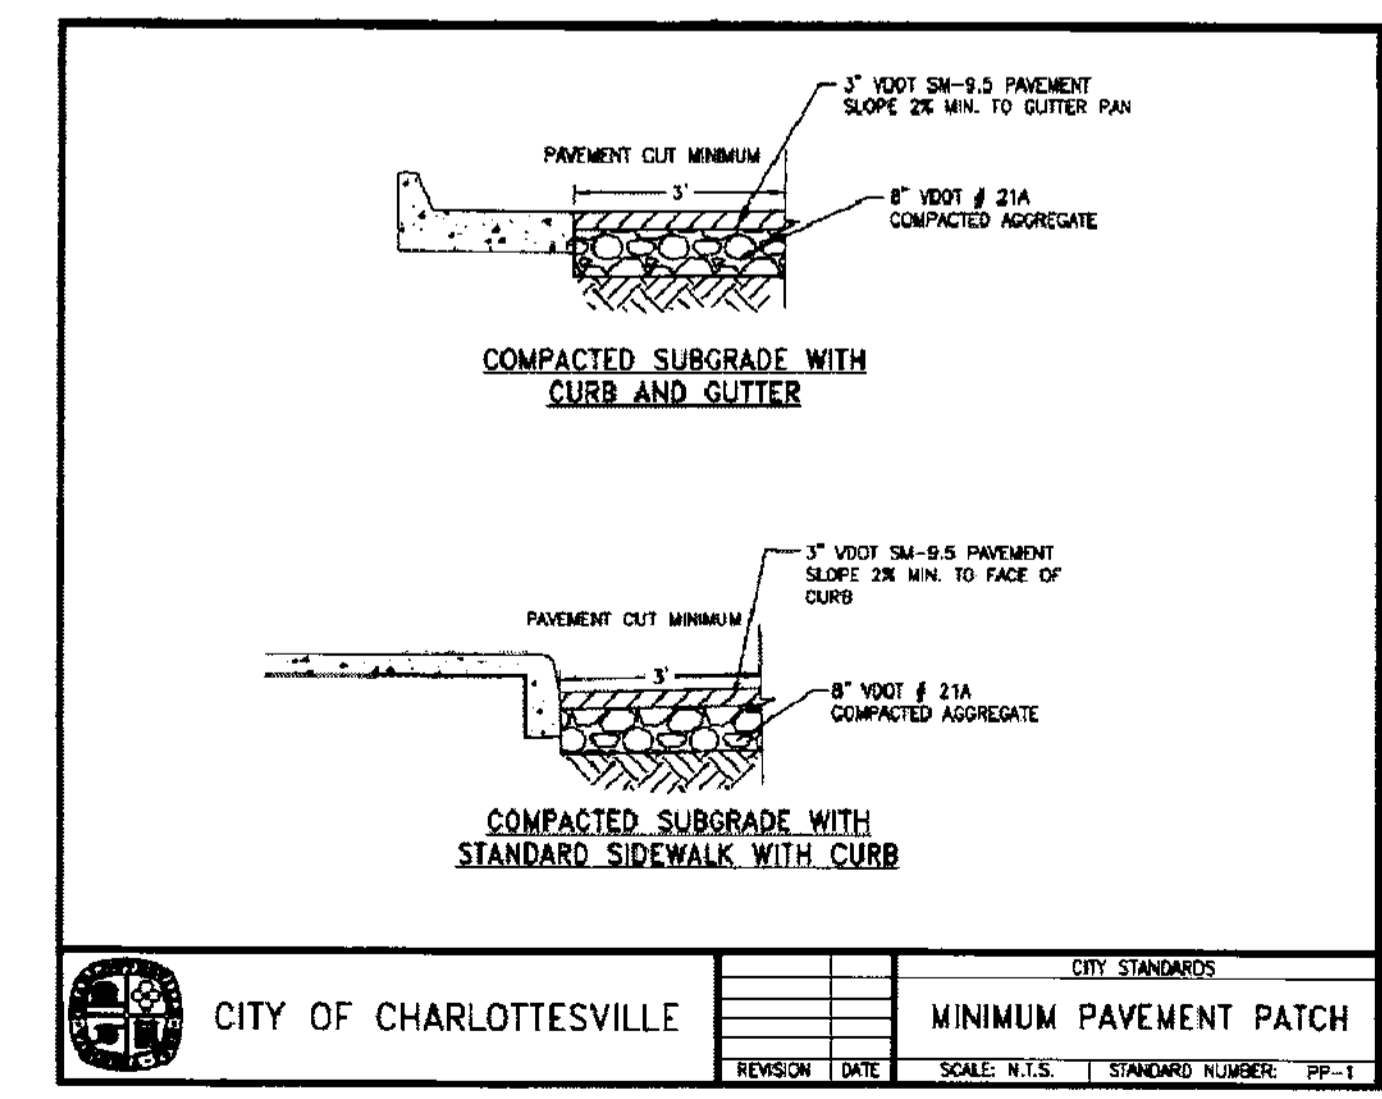 3" VDOT SM-9.5 PAVEMENT
SLOPE 2% MIN. TO GUTTER PAN
PAVEMENT CUT MINIMUM
3'
8" VDOT # 21A
COMPACTED AGGREGATE
COMPACTED SUBGRADE WITH
CURB AND GUTTER
3" VDOT SM-9.5 PAVEMENT
SLOPE 2% MIN. TO FACE OF
CURB
PAVEMENT CUT MINIMUM
3'
8" VDOT # 21A
COMPACTED AGGREGATE
COMPACTED SUBGRADE WITH
STANDARD SIDEWALK WITH CURB
CITY OF CHARLOTTESVILLE
REVISION DATE
CITY STANDARDS
MINIMUM PAVEMENT PATCH
SCALE: N.T.S. STANDARD NUMBER: PP-1